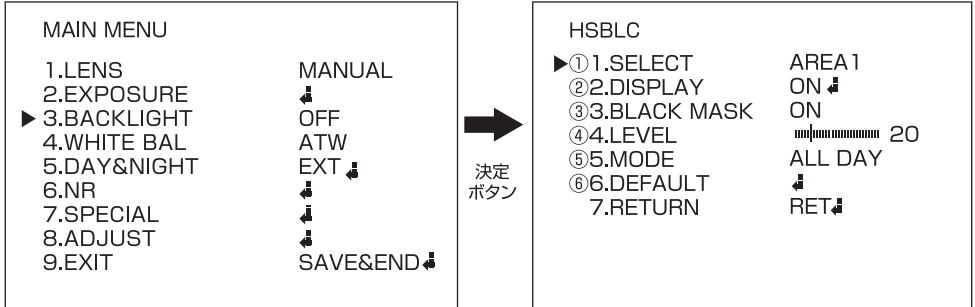 MAIN MENU
1.LENS MANUAL
2.EXPOSURE
3.BACKLIGHT OFF
4.WHITE BAL ATW
5.DAY&NIGHT EXT
6.NR
7.SPECIAL
8.ADJUST
9.EXIT SAVE&END
決定
ボタン
HSBLC
①1.SELECT AREA1
②2.DISPLAY ON
③3.BLACK MASK ON
④4.LEVEL 20
⑤5.MODE ALL DAY
⑥6.DEFAULT
7.RETURN RET